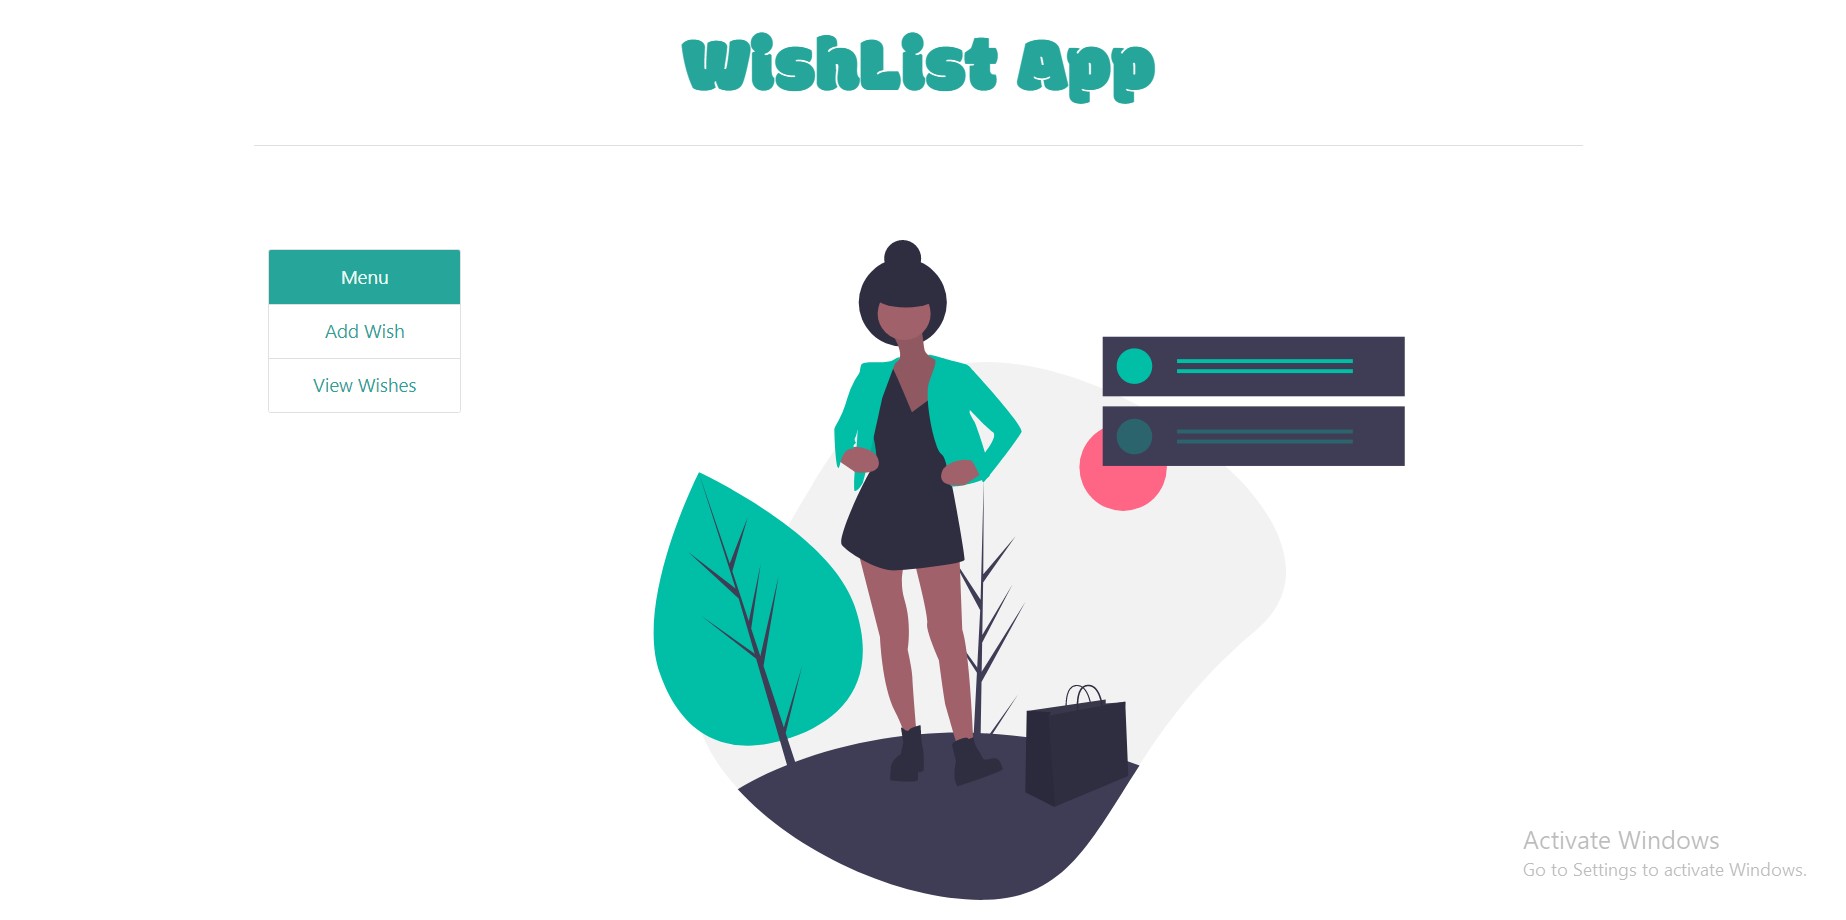 WishList App
Menu
Add Wish
View Wishes
Activate Windows
Go to Settings to activate Windows.